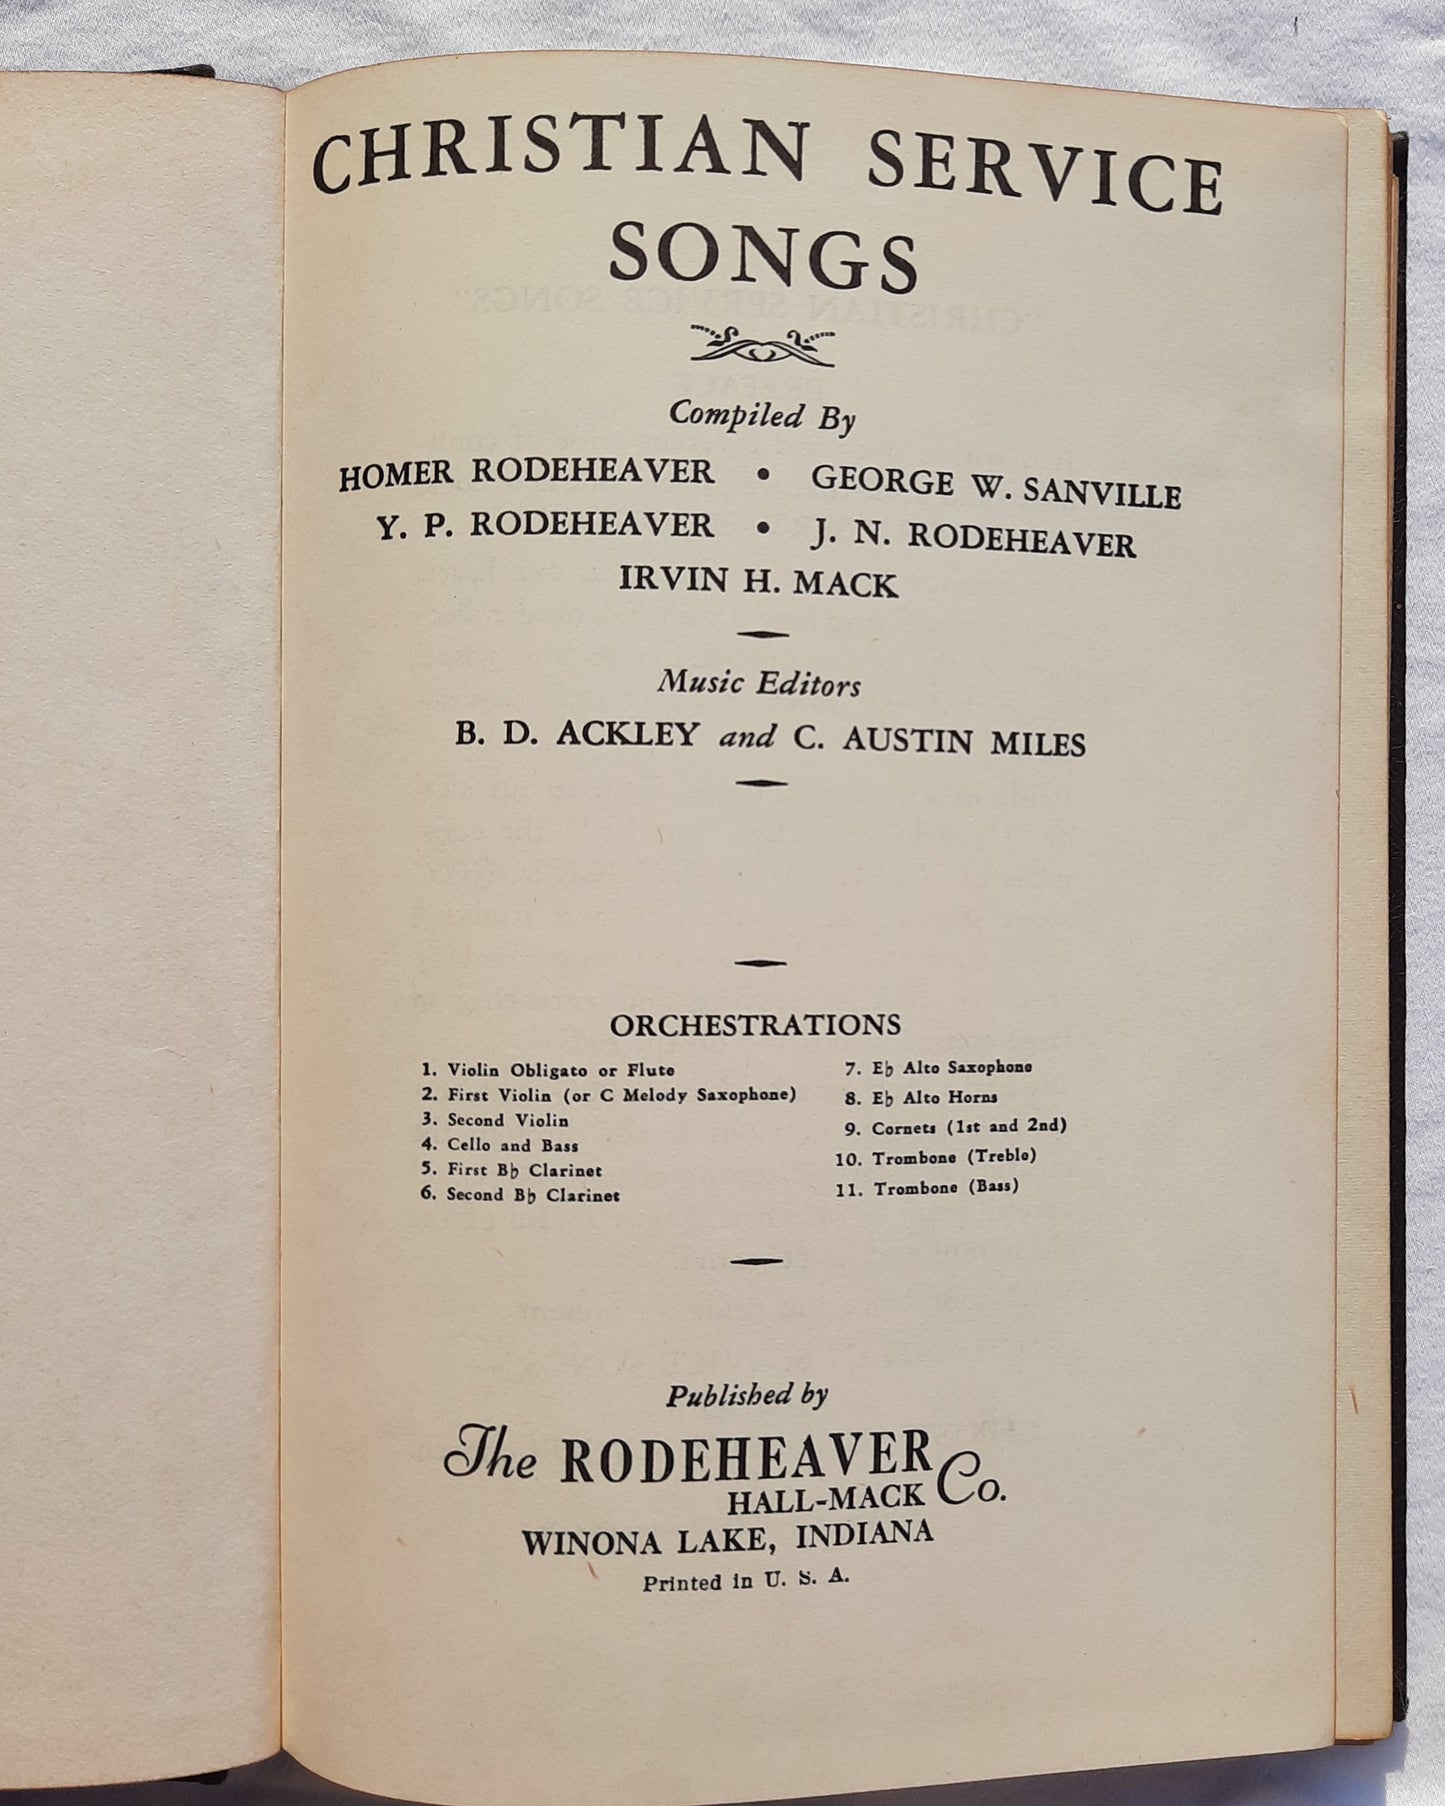 CHRISTIAN SERVICE
SONGS
Compiled By
HOMER RODEHEAVER • GEORGE W. SANVILLE
Y. P. RODEHEAVER • J. N. RODEHEAVER
IRVIN H. MACK
Music Editors
B. D. ACKLEY and C. AUSTIN MILES
ORCHESTRATIONS
1. Violin Obligato or Flute
2. First Violin (or C Melody Saxophone)
3. Second Violin
4. Cello and Bass
5. First B♭ Clarinet
6. Second B♭ Clarinet
7. E♭ Alto Saxophone
8. E♭ Alto Horns
9. Cornets (1st and 2nd)
10. Trombone (Treble)
11. Trombone (Bass)
Published by
The RODEHEAVER
HALL-MACK Co.
WINONA LAKE, INDIANA
Printed in U. S. A.